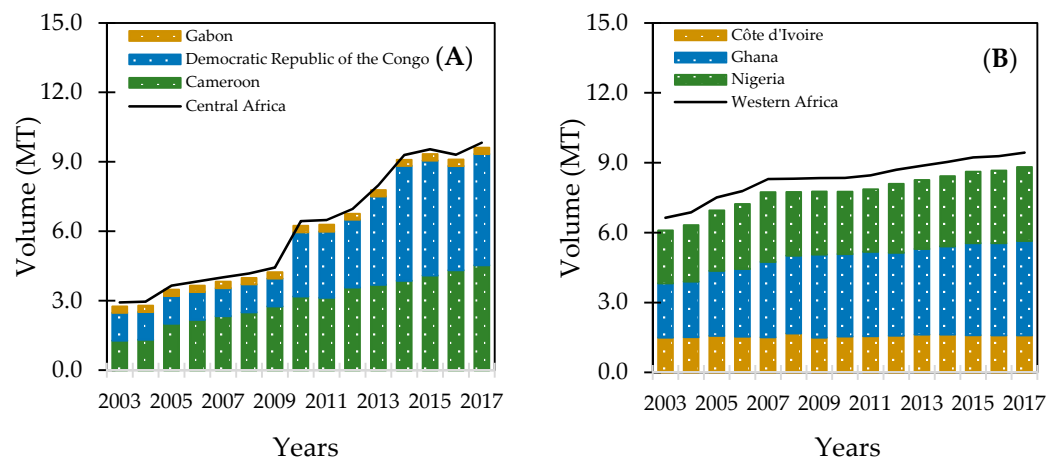 15.0
12.0
9.0
6.0
3.0
0.0
Volume (MT)
Gabon
Democratic Republic of the Congo
Cameroon
Central Africa
(A)
2003 2005 2007 2009 2011 2013 2015 2017
Years
15.0
12.0
9.0
6.0
3.0
0.0
Volume (MT)
Côte d'Ivoire
Ghana
Nigeria
Western Africa
(B)
2003 2005 2007 2009 2011 2013 2015 2017
Years